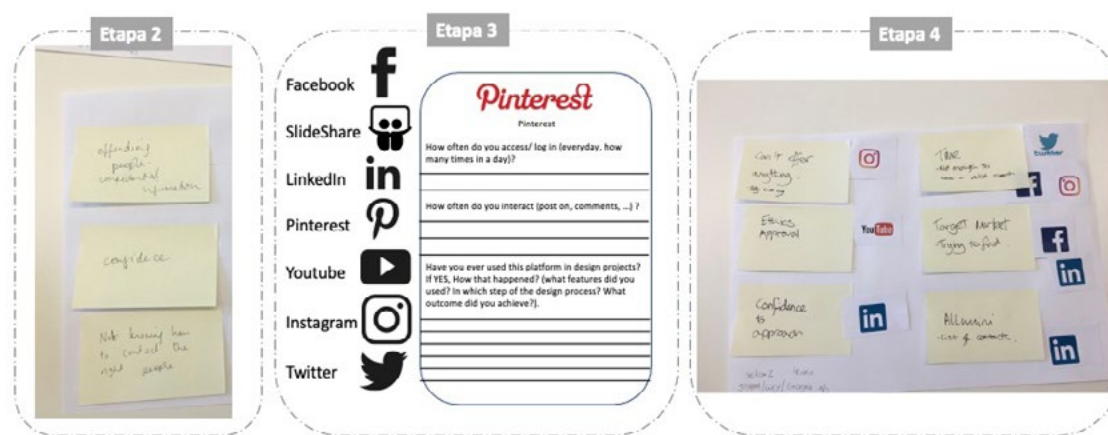 Etapa 2
offending
people -
confidence
Not knowing how
to contact the
right people
Etapa 3
Facebook
SlideShare
LinkedIn
Pinterest
Youtube
Instagram
Twitter
Pinterest
Pinterest
How often do you access/ log in (everyday. how
many times in a day)?
How often do you interact (post on, comments, ...) ?
Have you ever used this platform in design projects?
If YES, How that happened? (what features did you
used? In which step of the design process? What
outcome did you achieve?).
Etapa 4
Can't offer
anything.
Ethics
Approval
YouTube
Confidence
to
approach
Time
twitter
Target Market
Trying to find.
Allumini
- List of contacts.